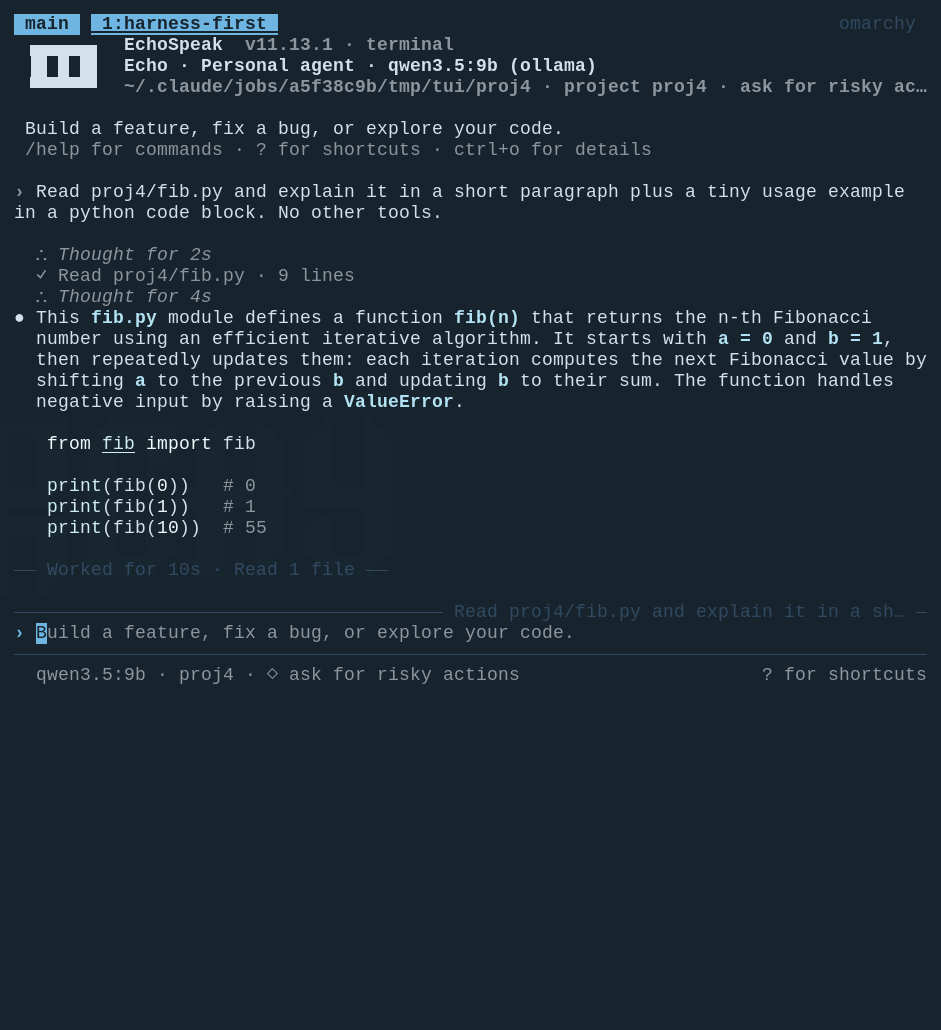 main 1:harness-first omarchy
EchoSpeak v11.13.1 · terminal
Echo · Personal agent · qwen3.5:9b (ollama)
~/.claude/jobs/a5f38c9b/tmp/tui/proj4 · project proj4 · ask for risky ac…
Build a feature, fix a bug, or explore your code.
/help for commands · ? for shortcuts · ctrl+o for details
› Read proj4/fib.py and explain it in a short paragraph plus a tiny usage example
in a python code block. No other tools.
∴ Thought for 2s
✓ Read proj4/fib.py · 9 lines
∴ Thought for 4s
● This fib.py module defines a function fib(n) that returns the n-th Fibonacci
number using an efficient iterative algorithm. It starts with a = 0 and b = 1,
then repeatedly updates them: each iteration computes the next Fibonacci value by
shifting a to the previous b and updating b to their sum. The function handles
negative input by raising a ValueError.
from fib import fib
print(fib(0))   # 0
print(fib(1))   # 1
print(fib(10))  # 55
── Worked for 10s · Read 1 file ──
Read proj4/fib.py and explain it in a sh… ─
› Build a feature, fix a bug, or explore your code.
qwen3.5:9b · proj4 · ◇ ask for risky actions ? for shortcuts